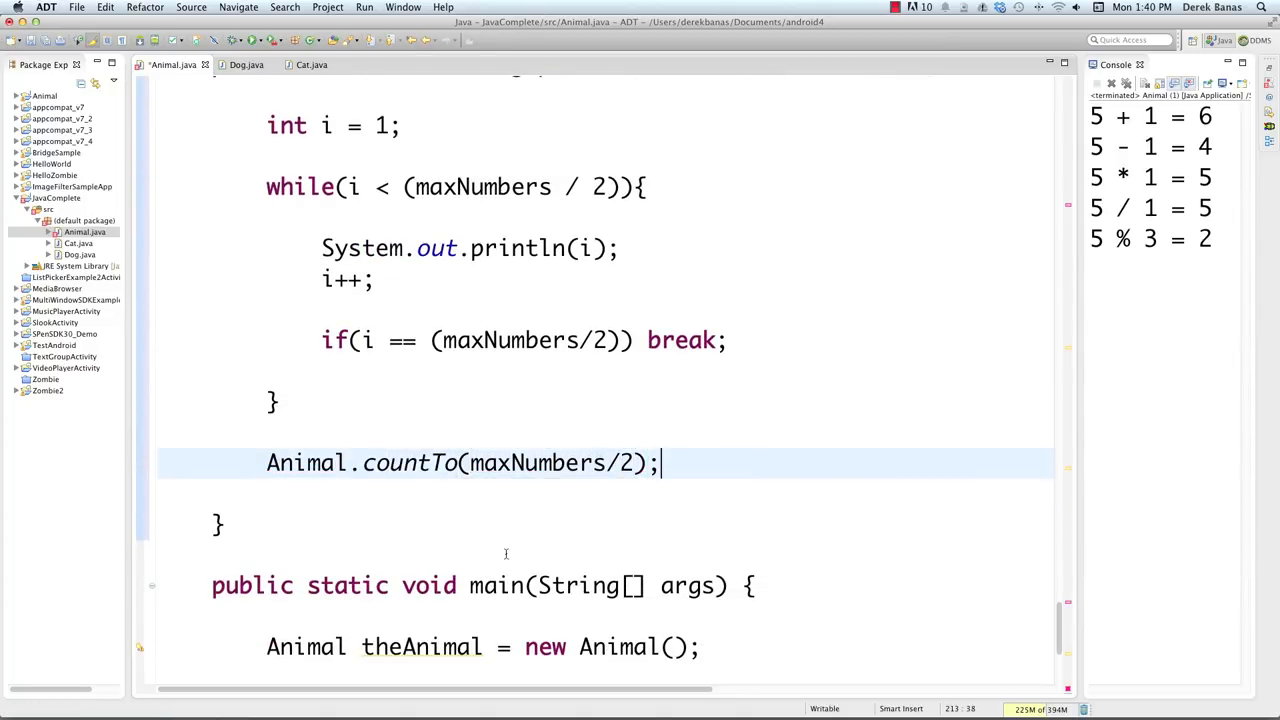 ADT File Edit Refactor Source Navigate Search Project Run Window Help
10 Mon 1:40 PM Derek Banas
Java - JavaComplete/src/Animal.java - ADT - /Users/derekbanas/Documents/android4
Quick Access Java DDMS
Package Exp
*Animal.java Dog.java Cat.java
Console
<terminated> Animal (1) [Java Application] /S
Animal
appcompat_v7
appcompat_v7_2
appcompat_v7_3
appcompat_v7_4
BridgeSample
HelloWorld
HelloZombie
ImageFilterSampleApp
JavaComplete
src
(default package)
Animal.java
Cat.java
Dog.java
JRE System Library [Ja
ListPickerExample2Activi
MediaBrowser
MultiWindowSDKExample
MusicPlayerActivity
SlookActivity
SPenSDK30_Demo
TestAndroid
TextGroupActivity
VideoPlayerActivity
Zombie
Zombie2
int i = 1;
while(i < (maxNumbers / 2)){
System.out.println(i);
i++;
if(i == (maxNumbers/2)) break;
}
Animal.countTo(maxNumbers/2);
}
public static void main(String[] args) {
Animal theAnimal = new Animal();
5 + 1 = 6
5 - 1 = 4
5 * 1 = 5
5 / 1 = 5
5 % 3 = 2
Writable Smart Insert 213 : 38 225M of 394M